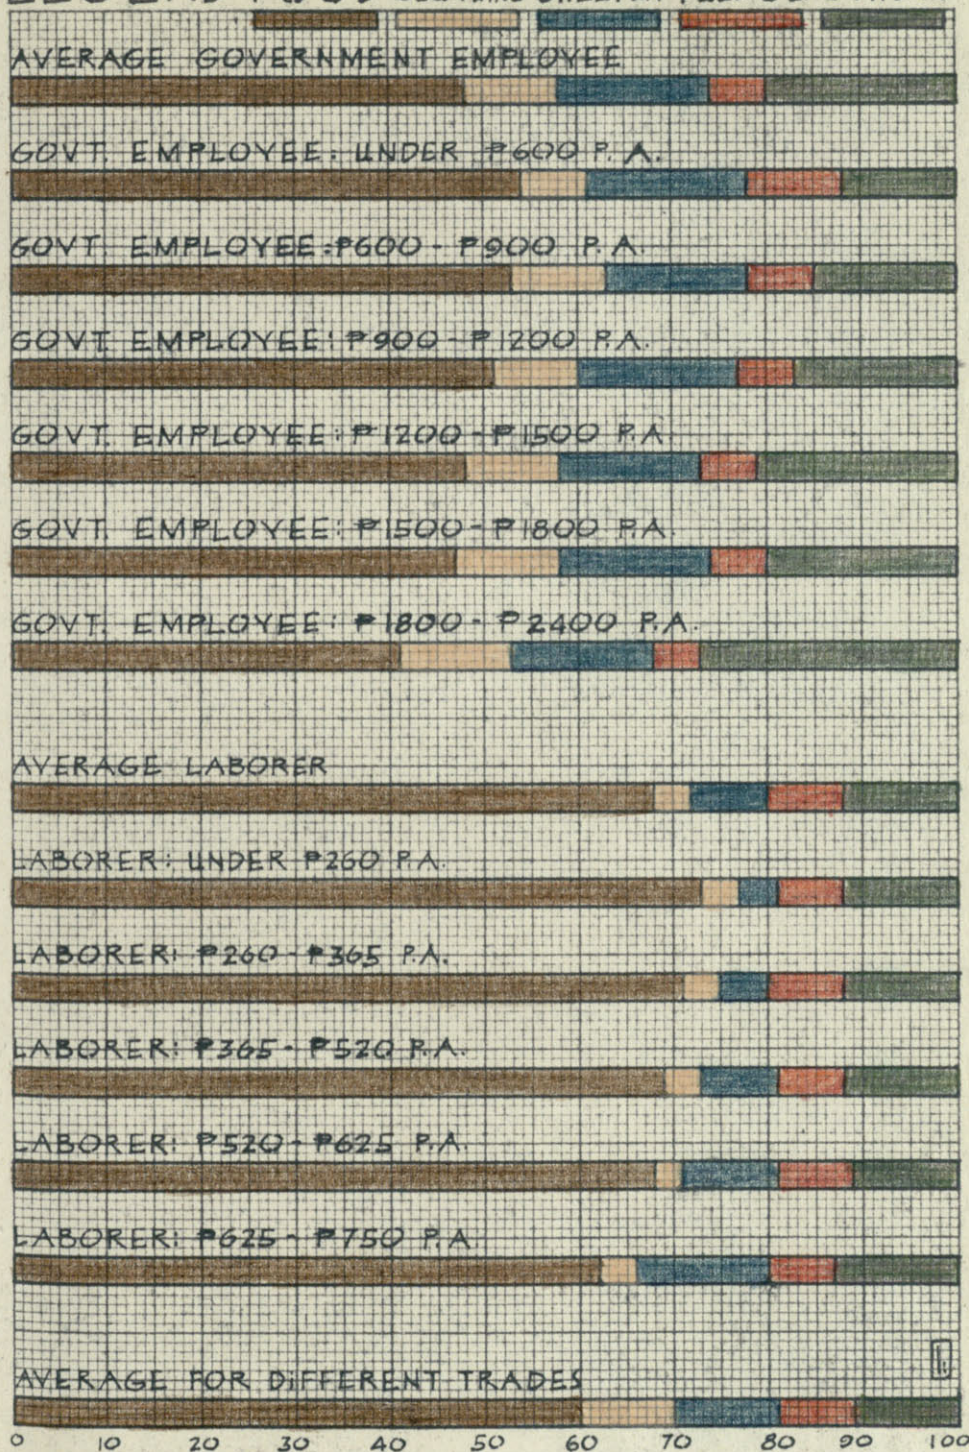 AVERAGE GOVERNMENT EMPLOYEE
GOVT. EMPLOYEE: UNDER ₱600 P. A.
GOVT. EMPLOYEE: ₱600 - ₱900 P. A.
GOVT. EMPLOYEE: ₱900 - ₱1200 P.A.
GOVT. EMPLOYEE: ₱1200 - ₱1500 P.A.
GOVT. EMPLOYEE: ₱1500 - ₱1800 P.A.
GOVT. EMPLOYEE: ₱1800 - ₱2400 P.A.
AVERAGE LABORER
LABORER: UNDER ₱260 P.A.
LABORER: ₱260 - ₱365 P.A.
LABORER: ₱365 - ₱520 P.A.
LABORER: ₱520 - ₱625 P.A.
LABORER: ₱625 - ₱750 P.A.
AVERAGE FOR DiFFERENT TRADES
0 10 20 30 40 50 60 70 80 90 100